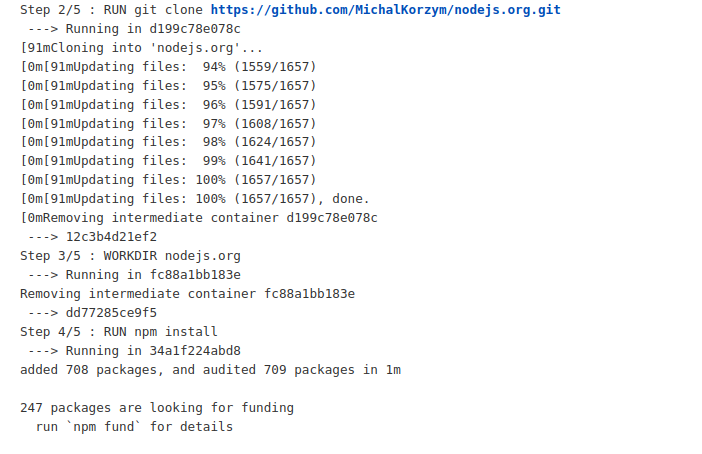 Step 2/5 : RUN git clone https://github.com/MichalKorzym/nodejs.org.git
 ---> Running in d199c78e078c
[91mCloning into 'nodejs.org'...
[0m[91mUpdating files:  94% (1559/1657)
[0m[91mUpdating files:  95% (1575/1657)
[0m[91mUpdating files:  96% (1591/1657)
[0m[91mUpdating files:  97% (1608/1657)
[0m[91mUpdating files:  98% (1624/1657)
[0m[91mUpdating files:  99% (1641/1657)
[0m[91mUpdating files: 100% (1657/1657)
[0m[91mUpdating files: 100% (1657/1657), done.
[0mRemoving intermediate container d199c78e078c
 ---> 12c3b4d21ef2
Step 3/5 : WORKDIR nodejs.org
 ---> Running in fc88a1bb183e
Removing intermediate container fc88a1bb183e
 ---> dd77285ce9f5
Step 4/5 : RUN npm install
 ---> Running in 34a1f224abd8
added 708 packages, and audited 709 packages in 1m

247 packages are looking for funding
  run `npm fund` for details